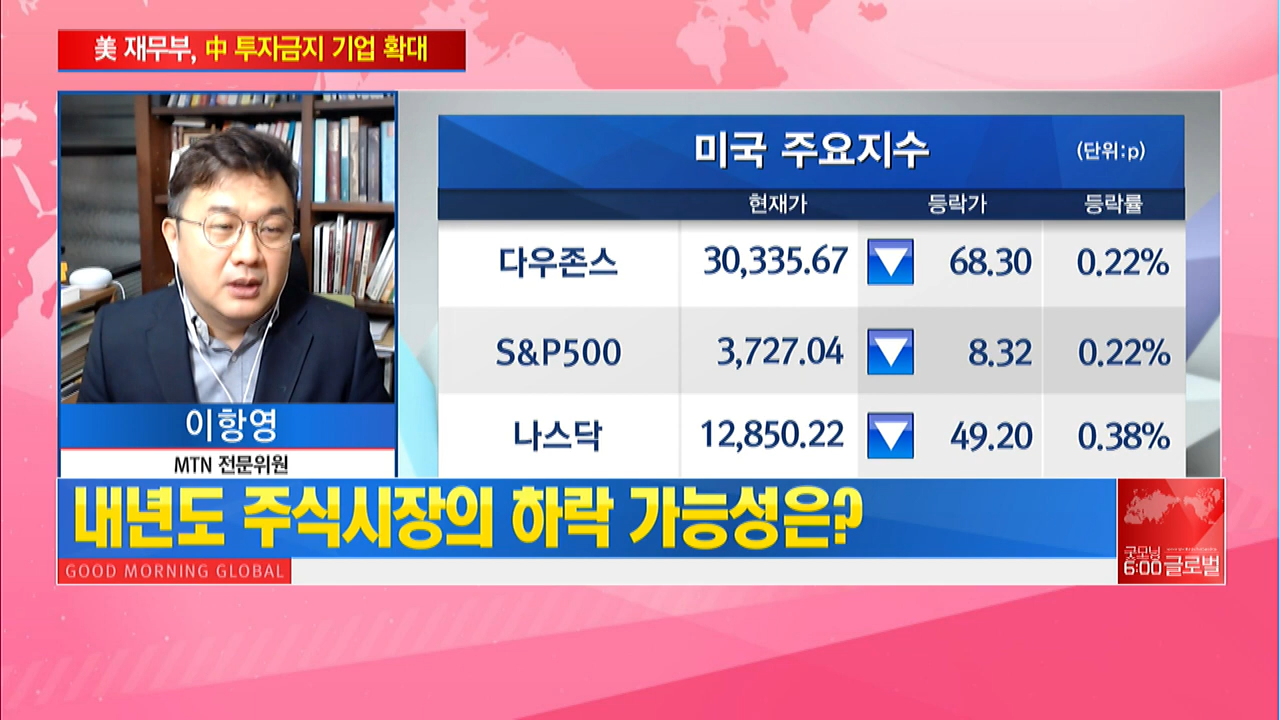 美 재무부, 中 투자금지 기업 확대
미국 주요지수
(단위:p)
현재가 등락가 등락률
다우존스 30,335.67 ▼ 68.30 0.22%
S&P500 3,727.04 ▼ 8.32 0.22%
나스닥 12,850.22 ▼ 49.20 0.38%
이항영
MTN 전문위원
내년도 주식시장의 하락 가능성은?
GOOD MORNING GLOBAL
굿모닝
6:00 글로벌